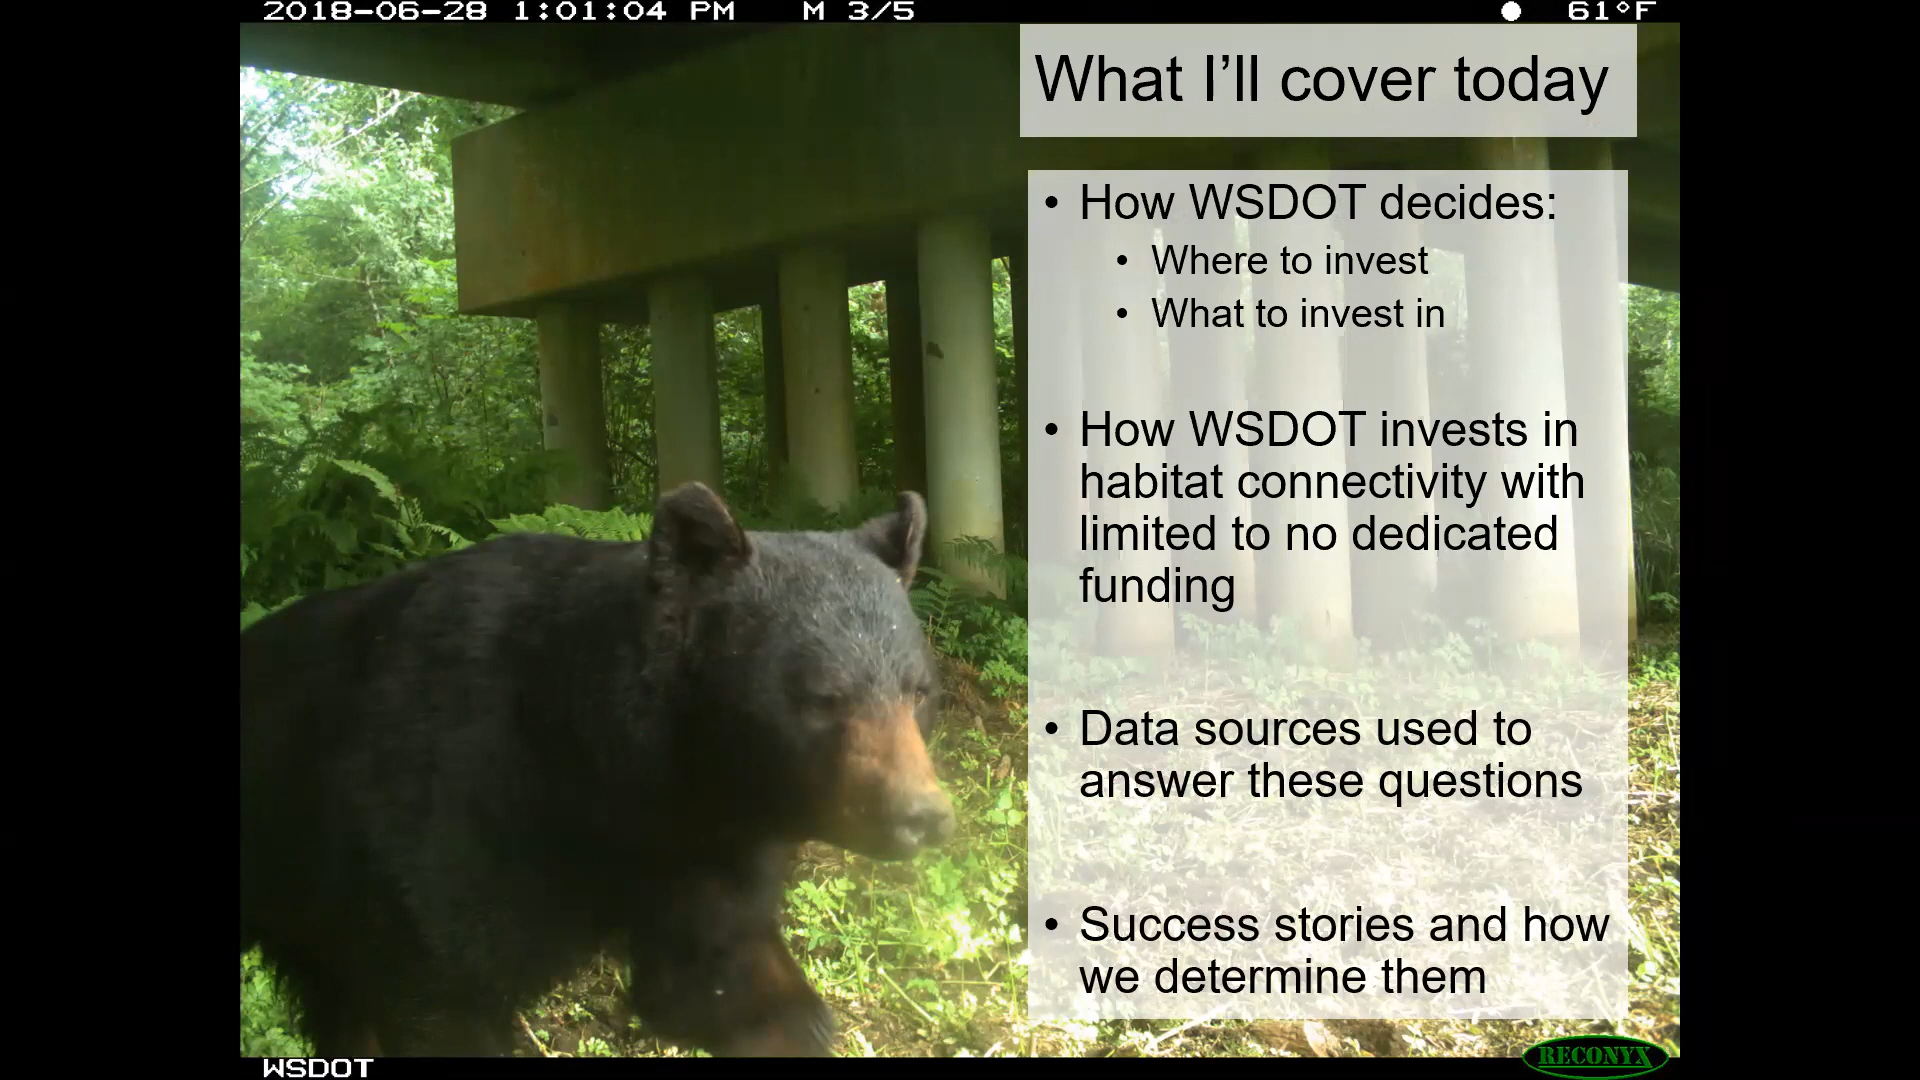 2018-06-28 1:01:04 PM M 3/5 61°F
What I'll cover today
• How WSDOT decides:
• Where to invest
• What to invest in
• How WSDOT invests in
habitat connectivity with
limited to no dedicated
funding
• Data sources used to
answer these questions
• Success stories and how
we determine them
WSDOT
RECONYX